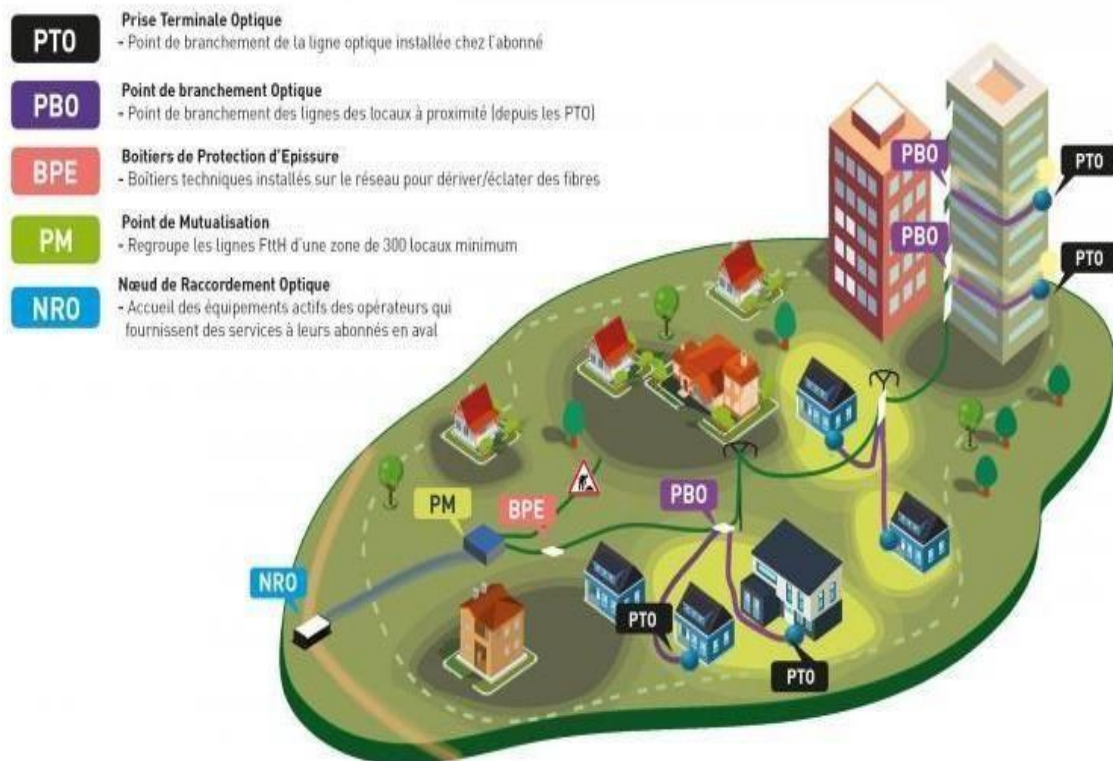 PTO
Prise Terminale Optique
- Point de branchement de la ligne optique installée chez l'abonné
PBO
Point de branchement Optique
- Point de branchement des lignes des locaux à proximité (depuis les PTO)
BPE
Boitiers de Protection d'Epissure
- Boîtiers techniques installés sur le réseau pour dériver/éclater des fibres
PM
Point de Mutualisation
- Regroupe les lignes FttH d'une zone de 300 locaux minimum
NRO
Nœud de Raccordement Optique
- Accueil des équipements actifs des opérateurs qui
fournissent des services à leurs abonnés en aval
PBO
PTO
PBO
PTO
PM
BPE
PBO
NRO
PTO
PTO